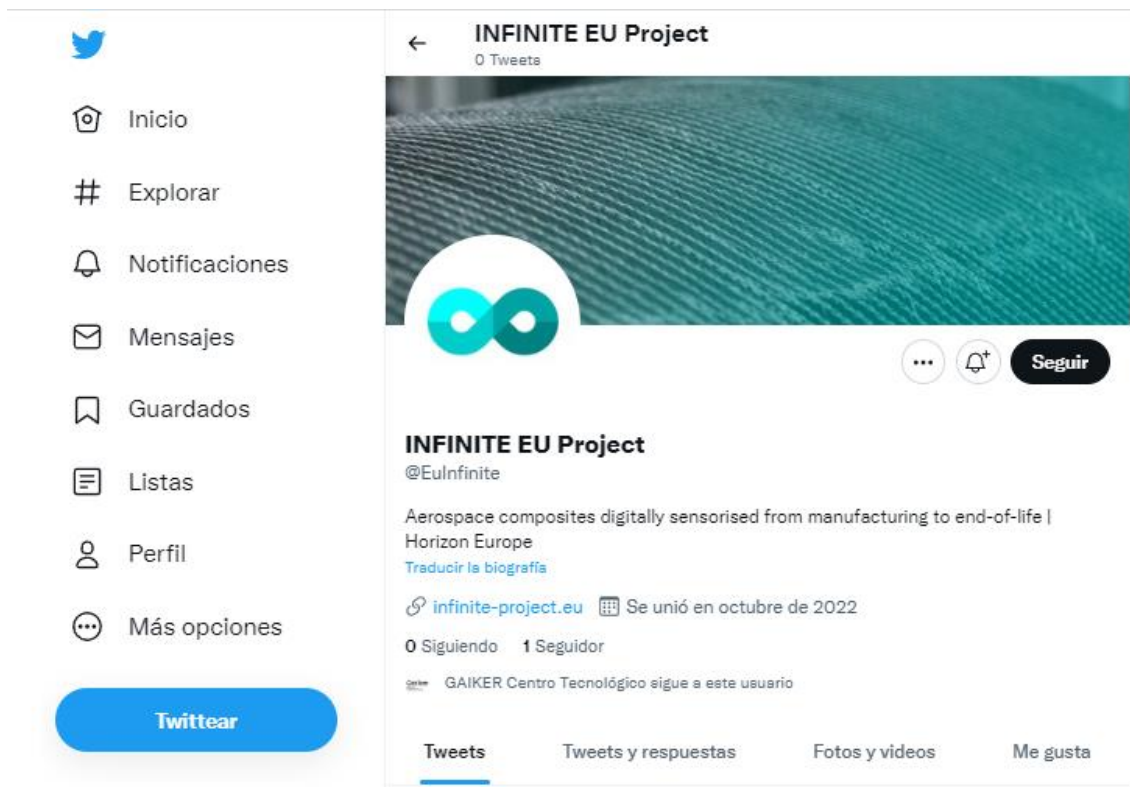 INFINITE EU Project
0 Tweets
Inicio
Explorar
Notificaciones
Mensajes
Guardados
Listas
Perfil
Más opciones
Twittear
Seguir
INFINITE EU Project
@EuInfinite
Aerospace composites digitally sensorised from manufacturing to end-of-life |
Horizon Europe
Traducir la biografía
infinite-project.eu Se unió en octubre de 2022
0 Siguiendo 1 Seguidor
GAIKER Centro Tecnológico sigue a este usuario
Tweets Tweets y respuestas Fotos y videos Me gusta